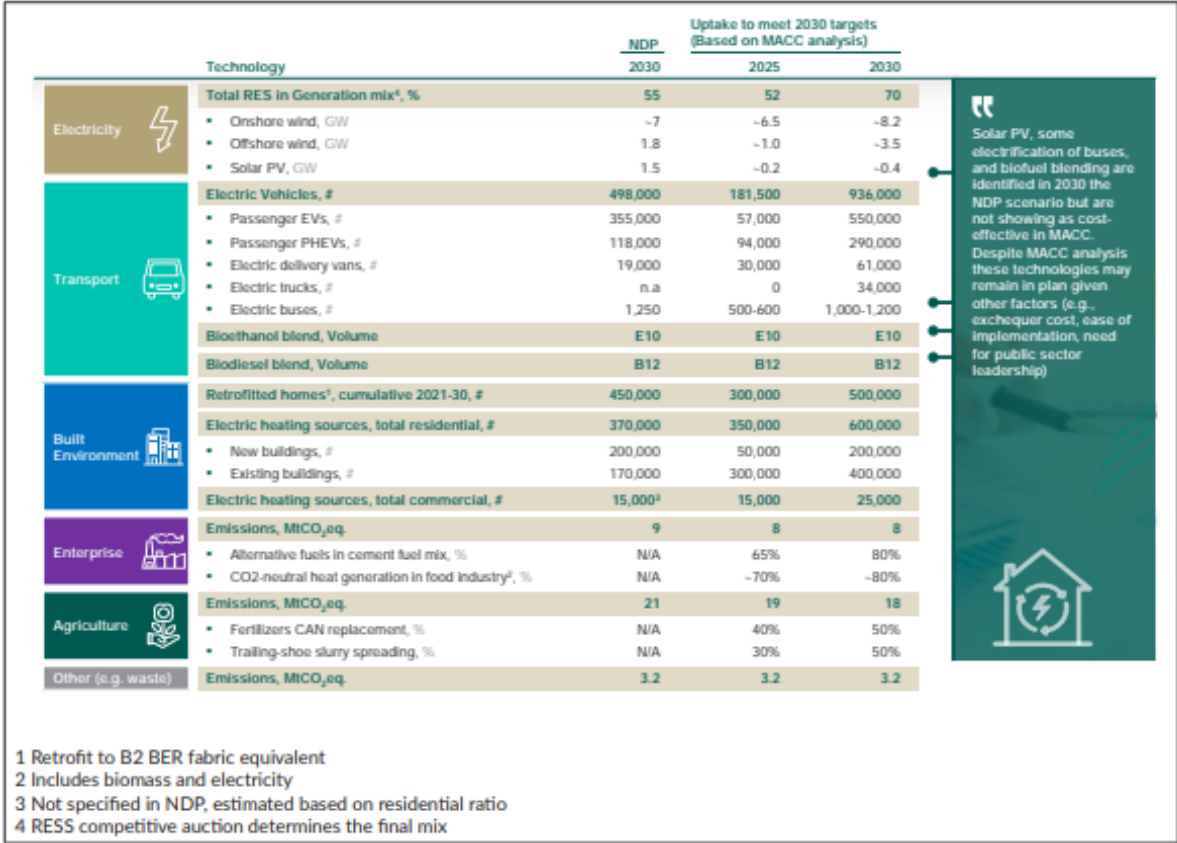 Uptake to meet 2030 targets
NDP (Based on MACC analysis)
Technology 2030 2025 2030
Electricity
Total RES in Generation mix⁴, % 55 52 70
▪ Onshore wind, GW ~7 ~6.5 ~8.2
▪ Offshore wind, GW 1.8 ~1.0 ~3.5
▪ Solar PV, GW 1.5 ~0.2 ~0.4
Transport
Electric Vehicles, # 498,000 181,500 936,000
▪ Passenger EVs, # 355,000 57,000 550,000
▪ Passenger PHEVs, # 118,000 94,000 290,000
▪ Electric delivery vans, # 19,000 30,000 61,000
▪ Electric trucks, # n.a 0 34,000
▪ Electric buses, # 1,250 500-600 1,000-1,200
Bioethanol blend, Volume E10 E10 E10
Biodiesel blend, Volume B12 B12 B12
Built
Environment
Retrofitted homes¹, cumulative 2021-30, # 450,000 300,000 500,000
Electric heating sources, total residential, # 370,000 350,000 600,000
▪ New buildings, # 200,000 50,000 200,000
▪ Existing buildings, # 170,000 300,000 400,000
Electric heating sources, total commercial, # 15,000³ 15,000 25,000
Enterprise
Emissions, MtCO₂eq. 9 8 8
▪ Alternative fuels in cement fuel mix, % N/A 65% 80%
▪ CO2-neutral heat generation in food industry², % N/A ~70% ~80%
Agriculture
Emissions, MtCO₂eq. 21 19 18
▪ Fertilizers CAN replacement, % N/A 40% 50%
▪ Trailing-shoe slurry spreading, % N/A 30% 50%
Other (e.g. waste) Emissions, MtCO₂eq. 3.2 3.2 3.2
"
Solar PV, some
electrification of buses,
and biofuel blending are
identified in 2030 the
NDP scenario but are
not showing as cost-
effective in MACC.
Despite MACC analysis
these technologies may
remain in plan given
other factors (e.g.,
exchequer cost, ease of
implementation, need
for public sector
leadership)
1 Retrofit to B2 BER fabric equivalent
2 Includes biomass and electricity
3 Not specified in NDP, estimated based on residential ratio
4 RESS competitive auction determines the final mix